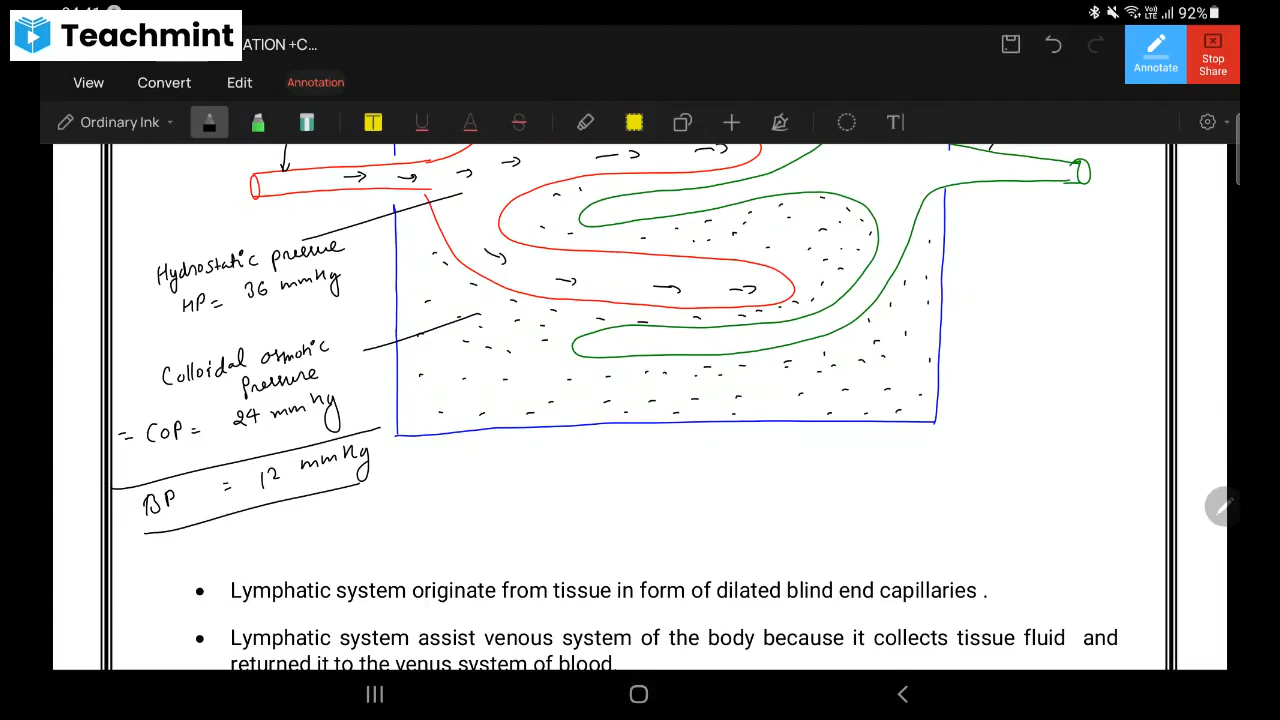 Teachmint
92%
ATION +C...
Annotate
Stop
Share
View Convert Edit Annotation
Ordinary Ink
Hydrostatic pressure
HP= 36 mmHg
Colloidal osmotic
pressure
= COP= 24 mmHg
BP = 12 mmHg
• Lymphatic system originate from tissue in form of dilated blind end capillaries .
• Lymphatic system assist venous system of the body because it collects tissue fluid and
returned it to the venus system of blood